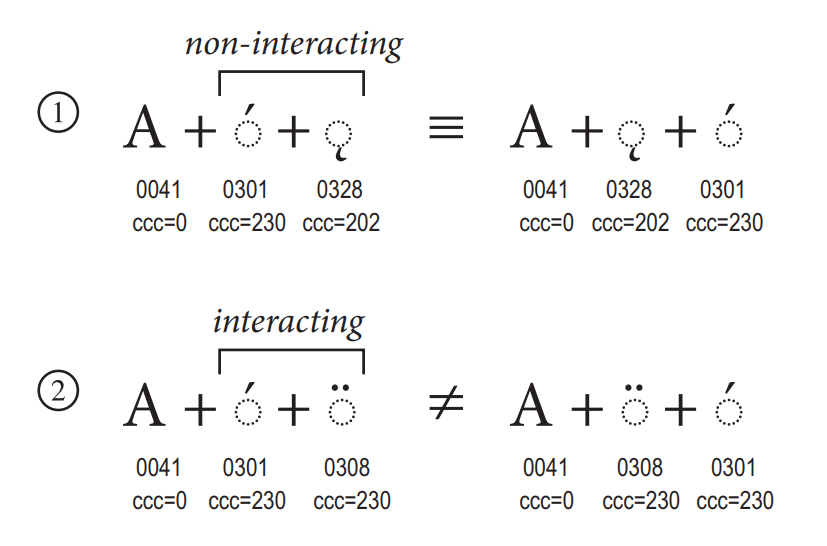 non-interacting
① A + ◌́ + ◌̨ ≡ A + ◌̨ + ◌́
0041 0301 0328 0041 0328 0301
ccc=0 ccc=230 ccc=202 ccc=0 ccc=202 ccc=230
interacting
② A + ◌́ + ◌̈ ≠ A + ◌̈ + ◌́
0041 0301 0308 0041 0308 0301
ccc=0 ccc=230 ccc=230 ccc=0 ccc=230 ccc=230